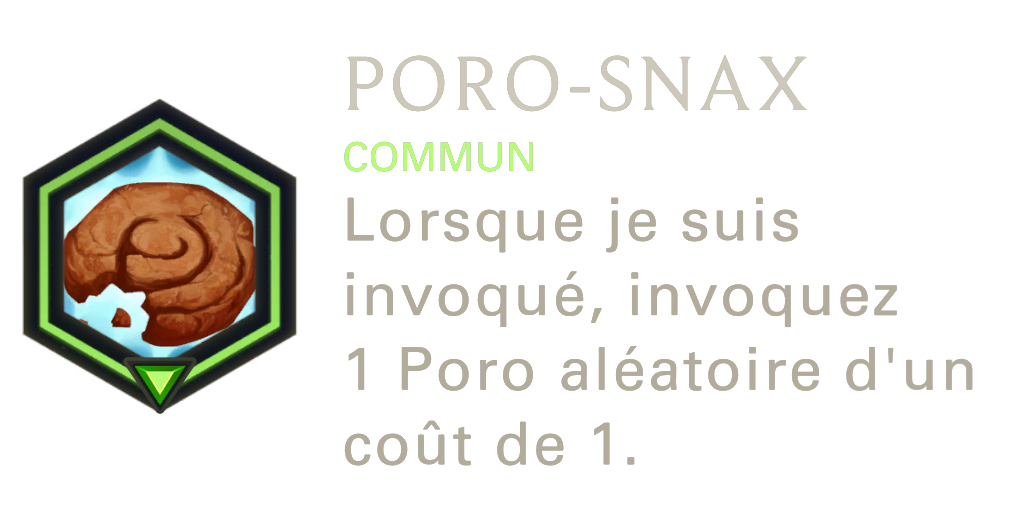 PORO-SNAX
COMMUN
Lorsque je suis
invoqué, invoquez
1 Poro aléatoire d'un
coût de 1.